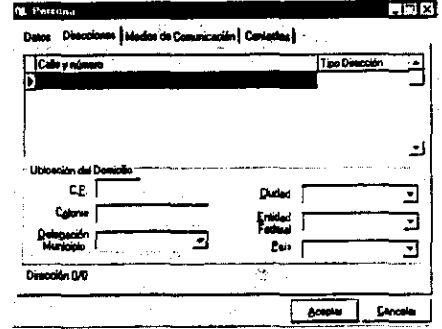 Persona
Datos Direcciones Medios de Comunicación Contactos
Calle y número Tipo Dirección
Ubicación del Domicilio
C.P. Ciudad
Colonia Entidad Federal
Delegación Municipio País
Dirección 0/0
Aceptar Cancelar